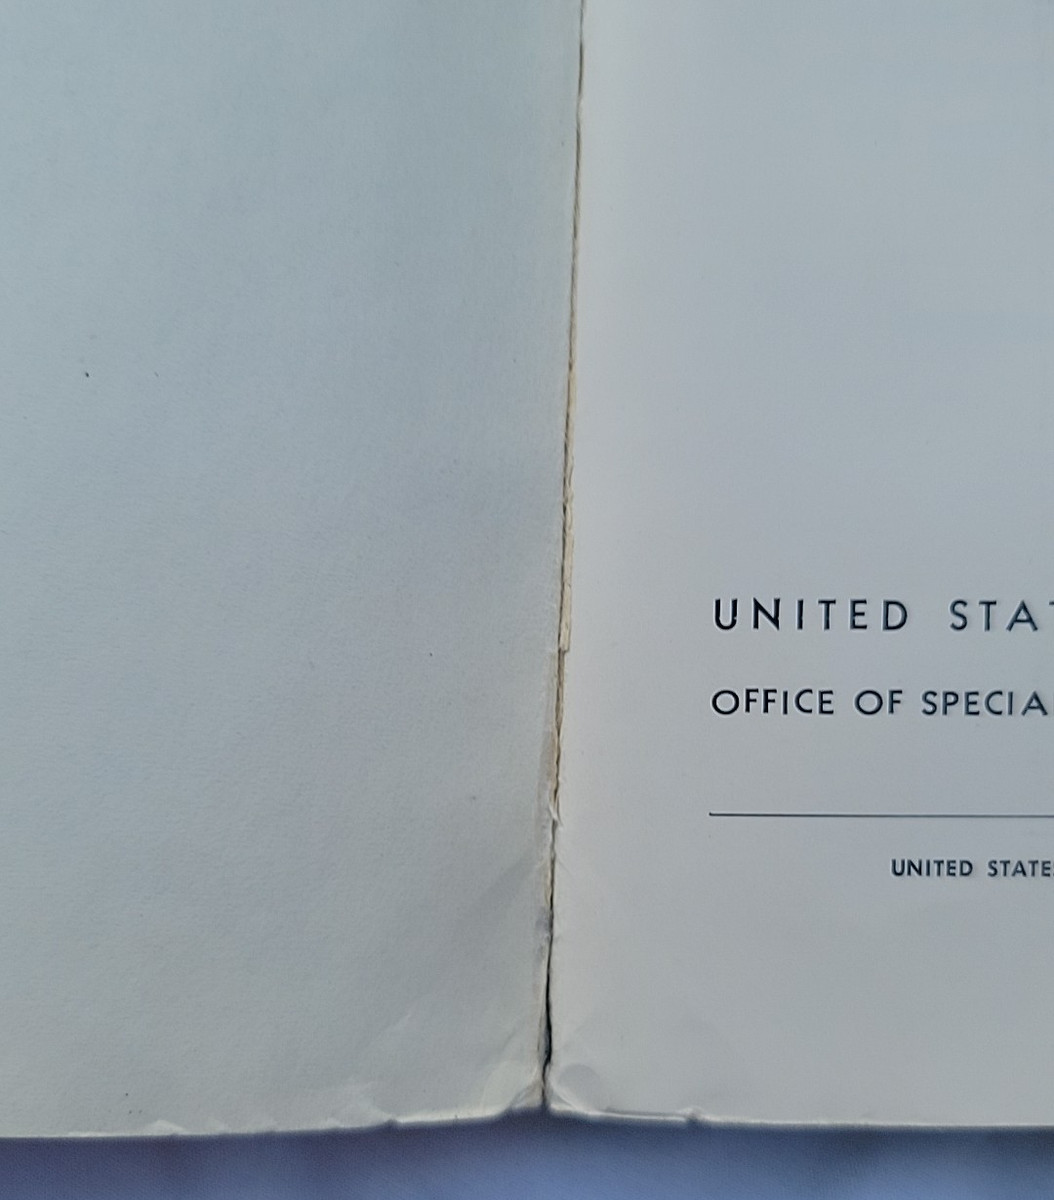 UNITED STA
OFFICE OF SPECIA
UNITED STATE